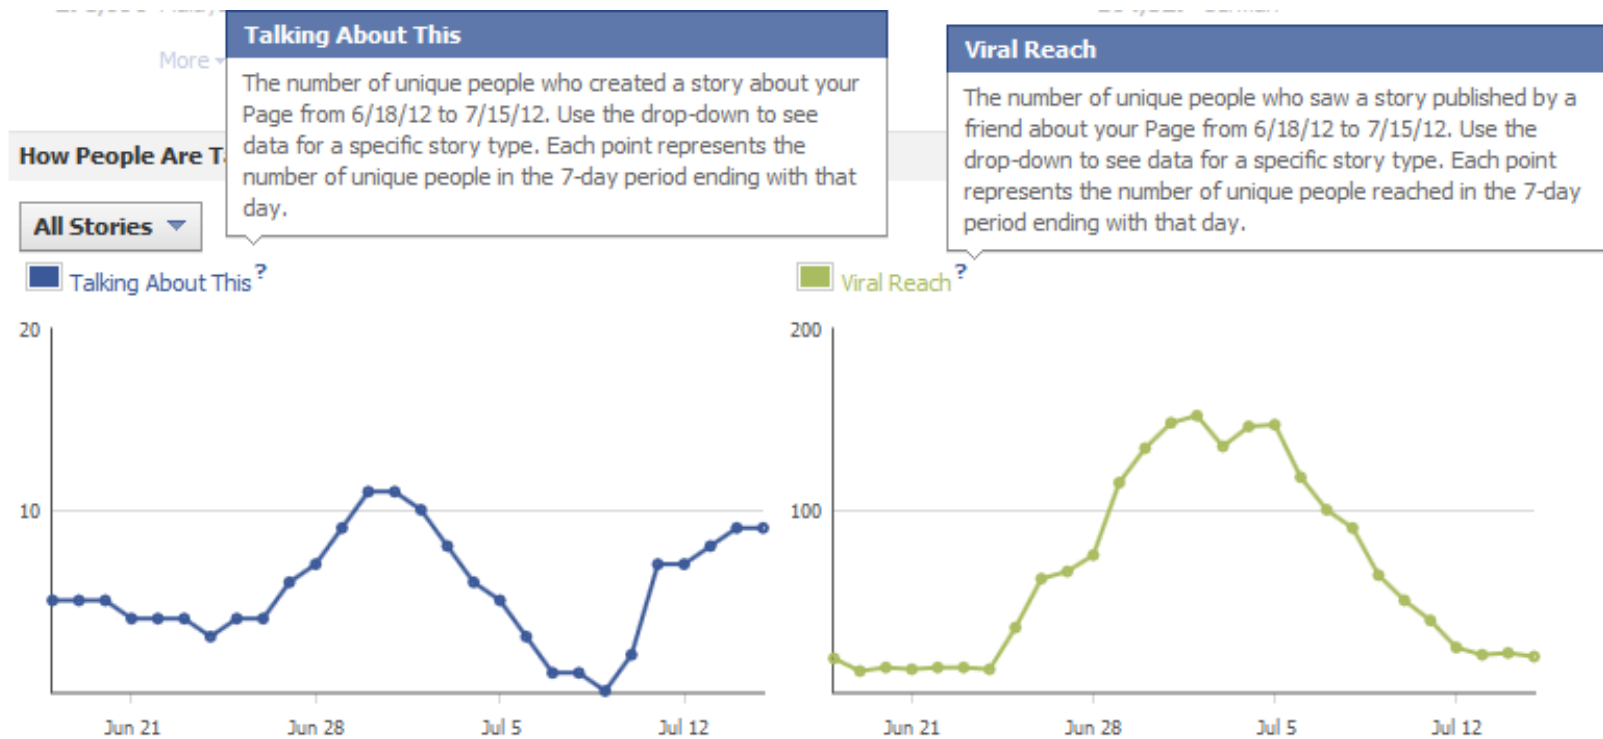 Talking About This
The number of unique people who created a story about your
Page from 6/18/12 to 7/15/12. Use the drop-down to see
data for a specific story type. Each point represents the
number of unique people in the 7-day period ending with that
day.
Viral Reach
The number of unique people who saw a story published by a
friend about your Page from 6/18/12 to 7/15/12. Use the
drop-down to see data for a specific story type. Each point
represents the number of unique people reached in the 7-day
period ending with that day.
More
How People Are
All Stories
Talking About This?
20
10
Jun 21 Jun 28 Jul 5 Jul 12
Viral Reach?
200
100
Jun 21 Jun 28 Jul 5 Jul 12